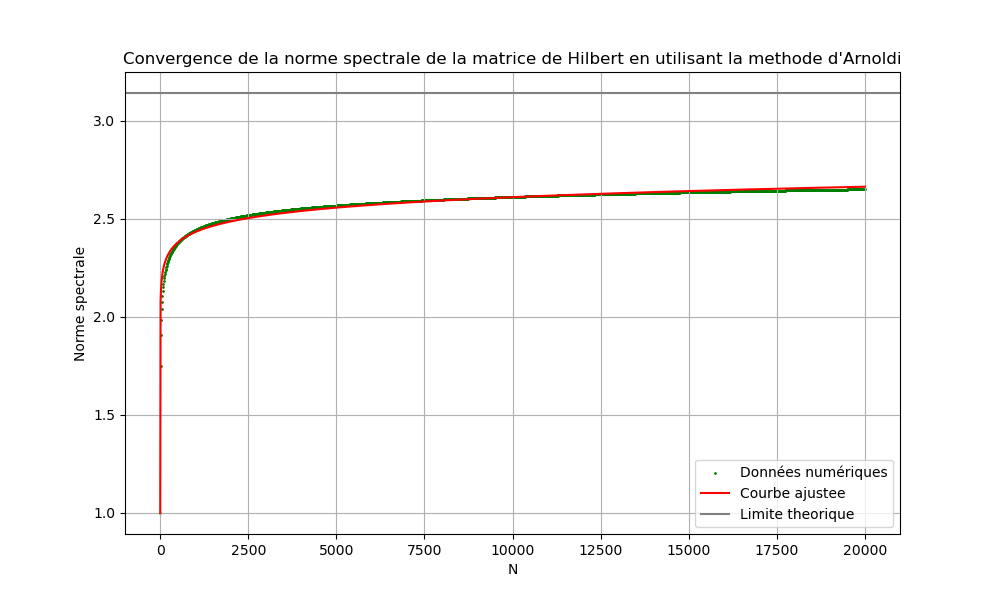 Convergence de la norme spectrale de la matrice de Hilbert en utilisant la methode d'Arnoldi
Norme spectrale
3.0
2.5
2.0
1.5
1.0
Données numériques
Courbe ajustee
Limite theorique
0 2500 5000 7500 10000 12500 15000 17500 20000
N